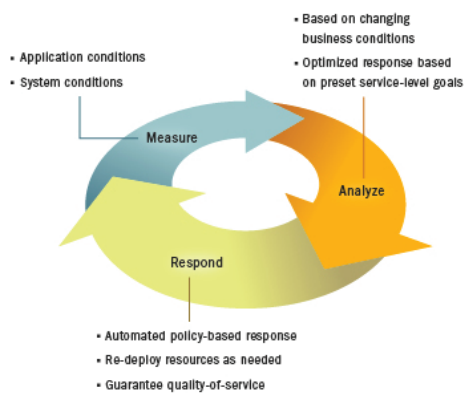 ▪ Application conditions
▪ System conditions
▪ Based on changing
business conditions
▪ Optimized response based
on preset service-level goals
Measure
Analyze
Respond
▪ Automated policy-based response
▪ Re-deploy resources as needed
▪ Guarantee quality-of-service